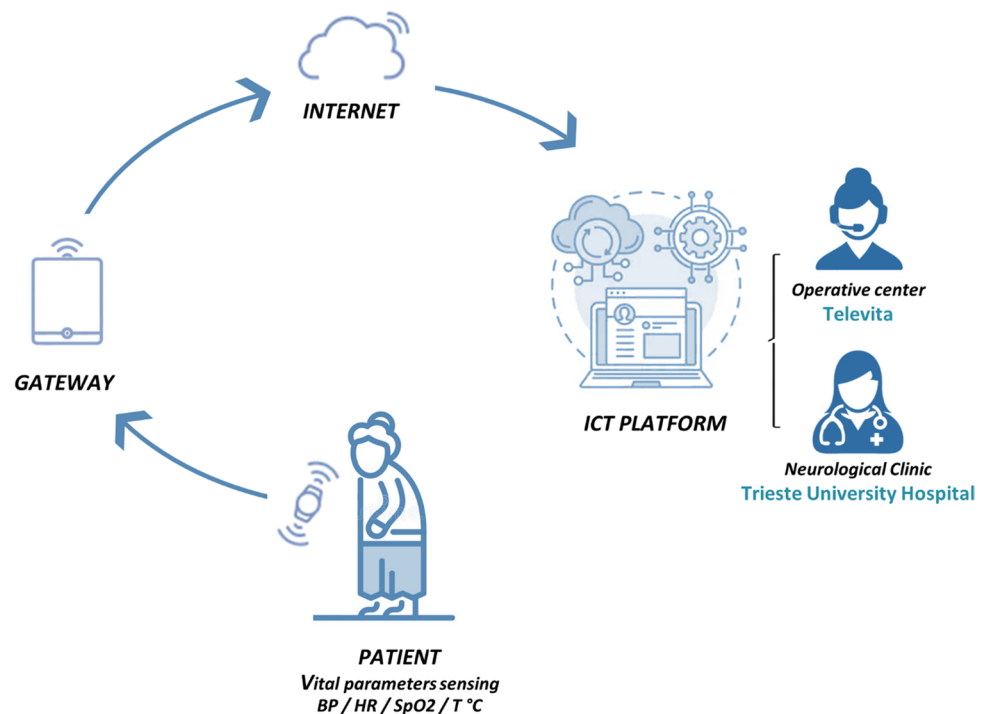 INTERNET
GATEWAY
ICT PLATFORM
Operative center
Televita
Neurological Clinic
Trieste University Hospital
PATIENT
Vital parameters sensing
BP / HR / SpO2 / T °C